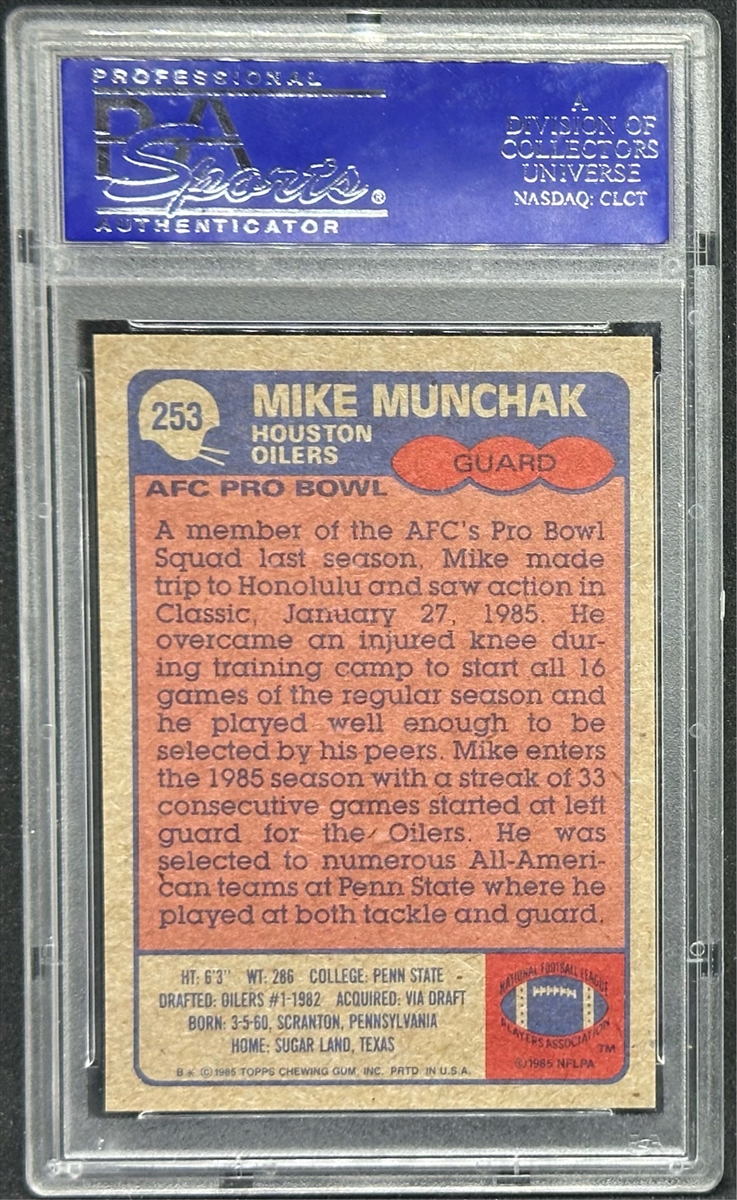 PROFESSIONAL
PSA
Sports®
AUTHENTICATOR
A
DIVISION OF
COLLECTORS
UNIVERSE
NASDAQ: CLCT
253
MIKE MUNCHAK
HOUSTON
OILERS
GUARD
AFC PRO BOWL
A member of the AFC's Pro Bowl
Squad last season, Mike made
trip to Honolulu and saw action in
Classic, January 27, 1985. He
overcame an injured knee dur-
ing training camp to start all 16
games of the regular season and
he played well enough to be
selected by his peers. Mike enters
the 1985 season with a streak of 33
consecutive games started at left
guard for the Oilers. He was
selected to numerous All-Ameri-
can teams at Penn State where he
played at both tackle and guard.
HT: 6'3" WT: 286 COLLEGE: PENN STATE
DRAFTED: OILERS #1-1982 ACQUIRED: VIA DRAFT
BORN: 3-5-60, SCRANTON, PENNSYLVANIA
HOME: SUGAR LAND, TEXAS
B* ©1985 TOPPS CHEWING GUM, INC. PRTD. IN U.S.A.
NATIONAL FOOTBALL LEAGUE
PLAYERS ASSOCIATION
TM
©1985 NFLPA